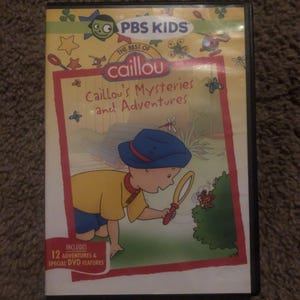 PBS KIDS
THE BEST OF
caillou
Caillou's Mysteries
and Adventures
INCLUDES
12 ADVENTURES &
SPECIAL DVD FEATURES